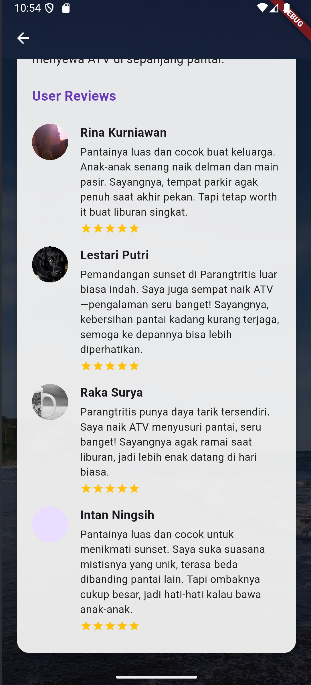 10:54
DEBUG
menyewa ATV di sepanjang pantai.
User Reviews
Rina Kurniawan
Pantainya luas dan cocok buat keluarga.
Anak-anak senang naik delman dan main
pasir. Sayangnya, tempat parkir agak
penuh saat akhir pekan. Tapi tetap worth
it buat liburan singkat.
Lestari Putri
Pemandangan sunset di Parangtritis luar
biasa indah. Saya juga sempat naik ATV
—pengalaman seru banget! Sayangnya,
kebersihan pantai kadang kurang terjaga,
semoga ke depannya bisa lebih
diperhatikan.
Raka Surya
Parangtritis punya daya tarik tersendiri.
Saya naik ATV menyusuri pantai, seru
banget! Sayangnya agak ramai saat
liburan, jadi lebih enak datang di hari
biasa.
Intan Ningsih
Pantainya luas dan cocok untuk
menikmati sunset. Saya suka suasana
mistisnya yang unik, terasa beda
dibanding pantai lain. Tapi ombaknya
cukup besar, jadi hati-hati kalau bawa
anak-anak.